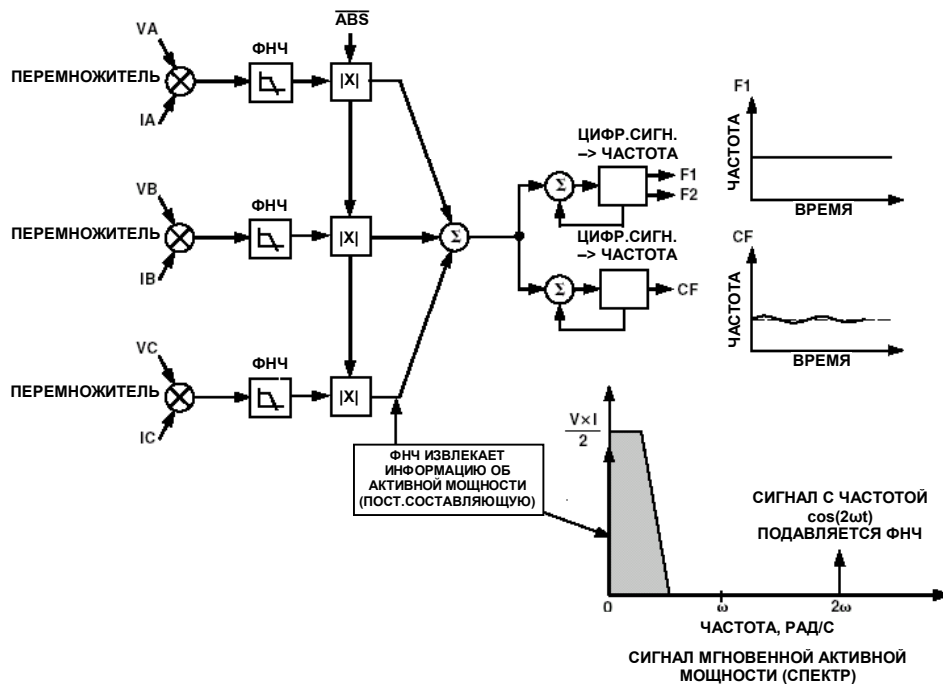 ABS
VA
ФНЧ
|X|
ПЕРЕМНОЖИТЕЛЬ
IA
VB
ФНЧ
|X|
ПЕРЕМНОЖИТЕЛЬ
IB
VC
ФНЧ
|X|
ПЕРЕМНОЖИТЕЛЬ
IC
Σ
ЦИФР.СИГН.
–> ЧАСТОТА
Σ
F1
F2
ЦИФР.СИГН.
–> ЧАСТОТА
Σ
CF
F1
ЧАСТОТА
ВРЕМЯ
CF
ЧАСТОТА
ВРЕМЯ
ФНЧ ИЗВЛЕКАЕТ
ИНФОРМАЦИЮ ОБ
АКТИВНОЙ МОЩНОСТИ
(ПОСТ.СОСТАВЛЯЮЩУЮ)
V×I
2
СИГНАЛ С ЧАСТОТОЙ
cos(2ωt)
ПОДАВЛЯЕТСЯ ФНЧ
0
ω
2ω
ЧАСТОТА, РАД/С
СИГНАЛ МГНОВЕННОЙ АКТИВНОЙ
МОЩНОСТИ (СПЕКТР)